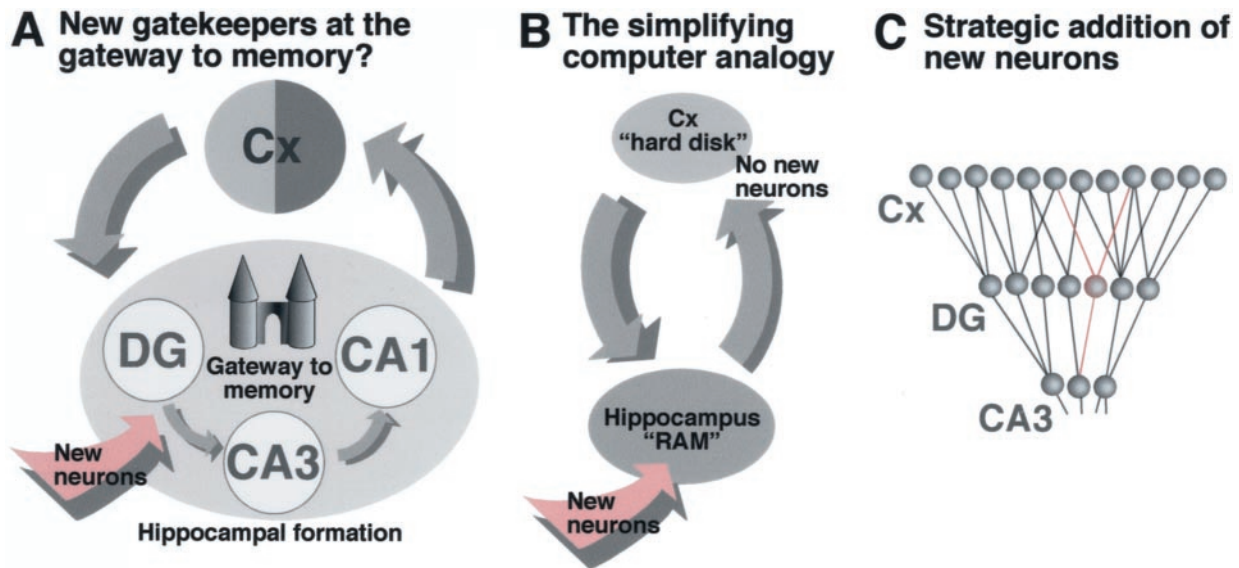 A New gatekeepers at the
gateway to memory?
Cx
DG
Gateway to
memory
CA1
CA3
New
neurons
Hippocampal formation
B The simplifying
computer analogy
Cx
“hard disk”
No new
neurons
Hippocampus
“RAM”
New
neurons
C Strategic addition of
new neurons
Cx
DG
CA3